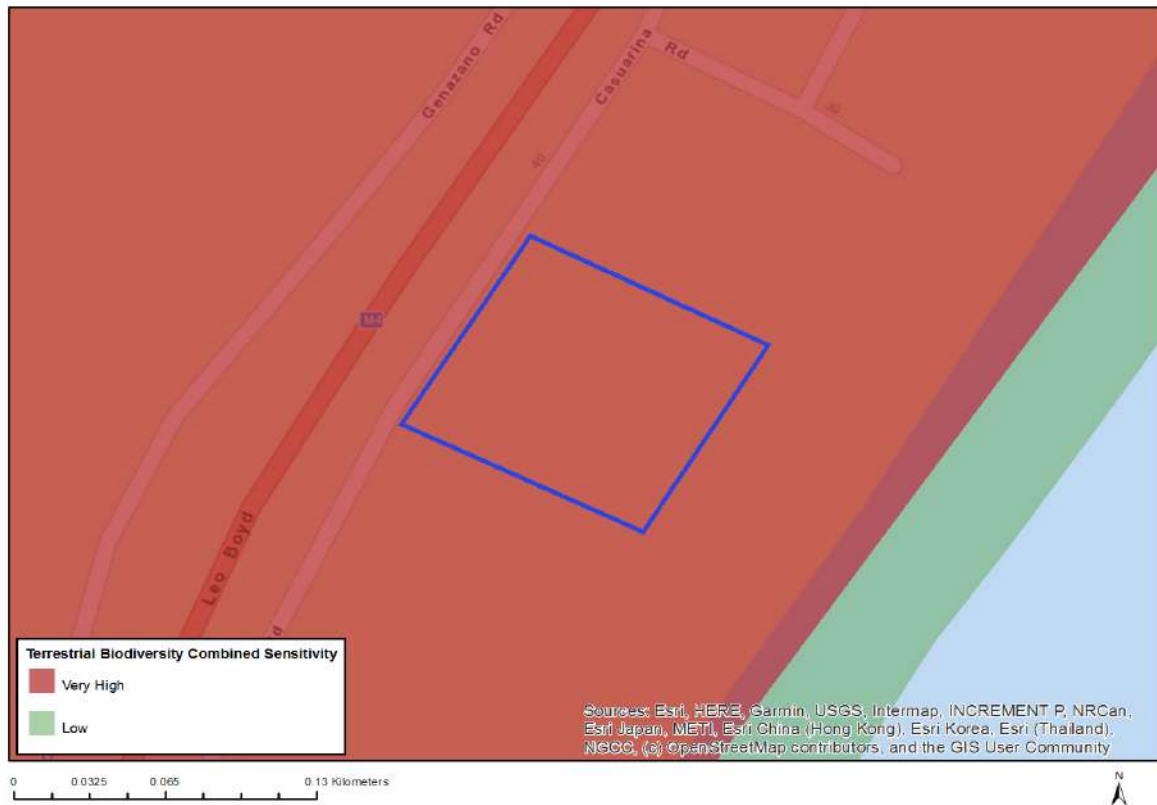 Genazano Rd
Casuarina
Rd
30
40
M4
Leo Boyd
d
Terrestrial Biodiversity Combined Sensitivity
Very High
Low
Sources: Esri, HERE, Garmin, USGS, Intermap, INCREMENT P, NRCan,
Esri Japan, METI, Esri China (Hong Kong), Esri Korea, Esri (Thailand),
NGCC, (c) OpenStreetMap contributors, and the GIS User Community
0 0.0325 0.065 0.13 Kilometers
N